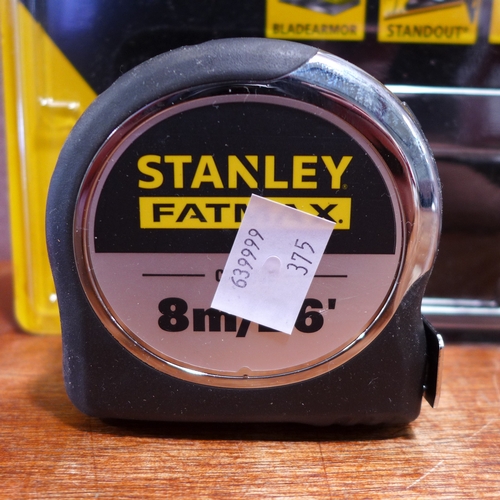 BLADEARMOR
STANDOUT
STANLEY
FATMAX.
639999
375
8m/ 6'